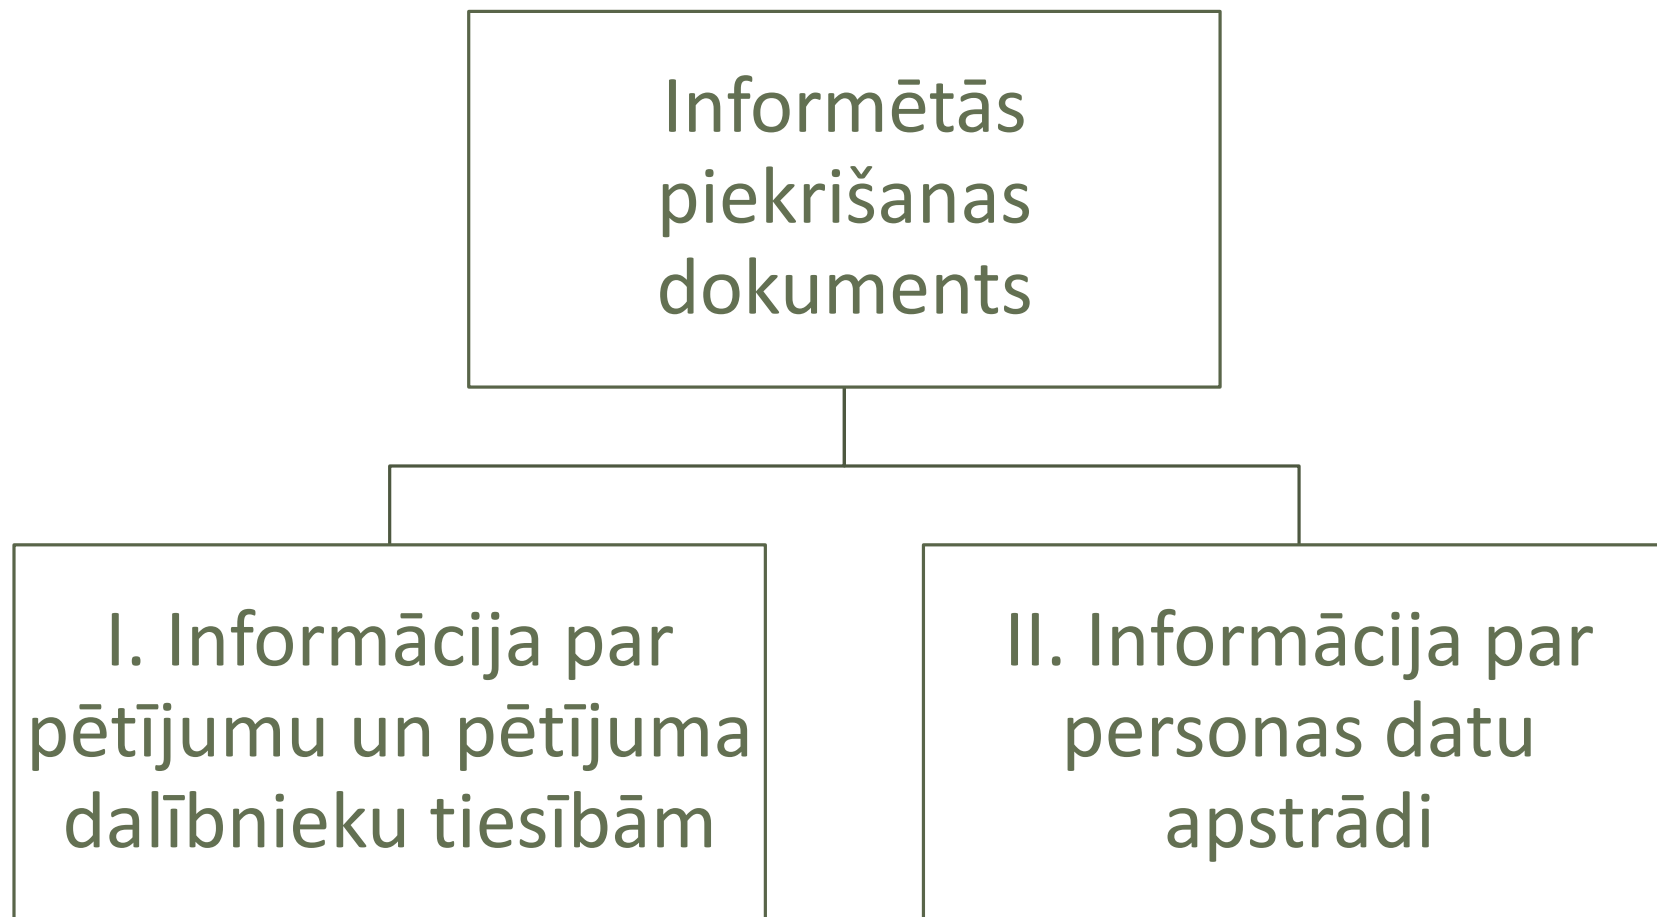 Informētās
piekrišanas
dokuments
I. Informācija par
pētījumu un pētījuma
dalībnieku tiesībām
II. Informācija par
personas datu
apstrādi